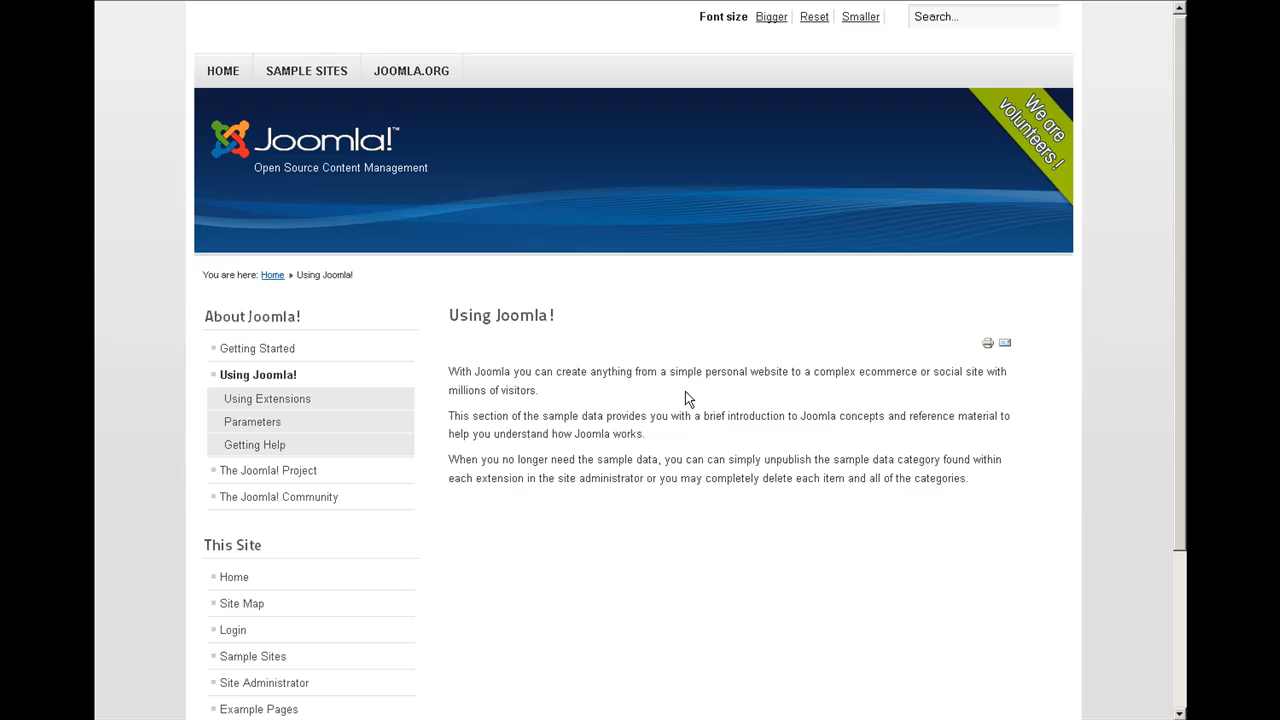 Font size Bigger Reset Smaller Search...
HOME SAMPLE SITES JOOMLA.ORG
We are
volunteers!
Joomla!™
Open Source Content Management
You are here: Home Using Joomla!
About Joomla!
Getting Started
Using Joomla!
Using Extensions
Parameters
Getting Help
The Joomla! Project
The Joomla! Community
This Site
Home
Site Map
Login
Sample Sites
Site Administrator
Example Pages
Using Joomla!
With Joomla you can create anything from a simple personal website to a complex ecommerce or social site with
millions of visitors.
This section of the sample data provides you with a brief introduction to Joomla concepts and reference material to
help you understand how Joomla works.
When you no longer need the sample data, you can can simply unpublish the sample data category found within
each extension in the site administrator or you may completely delete each item and all of the categories.